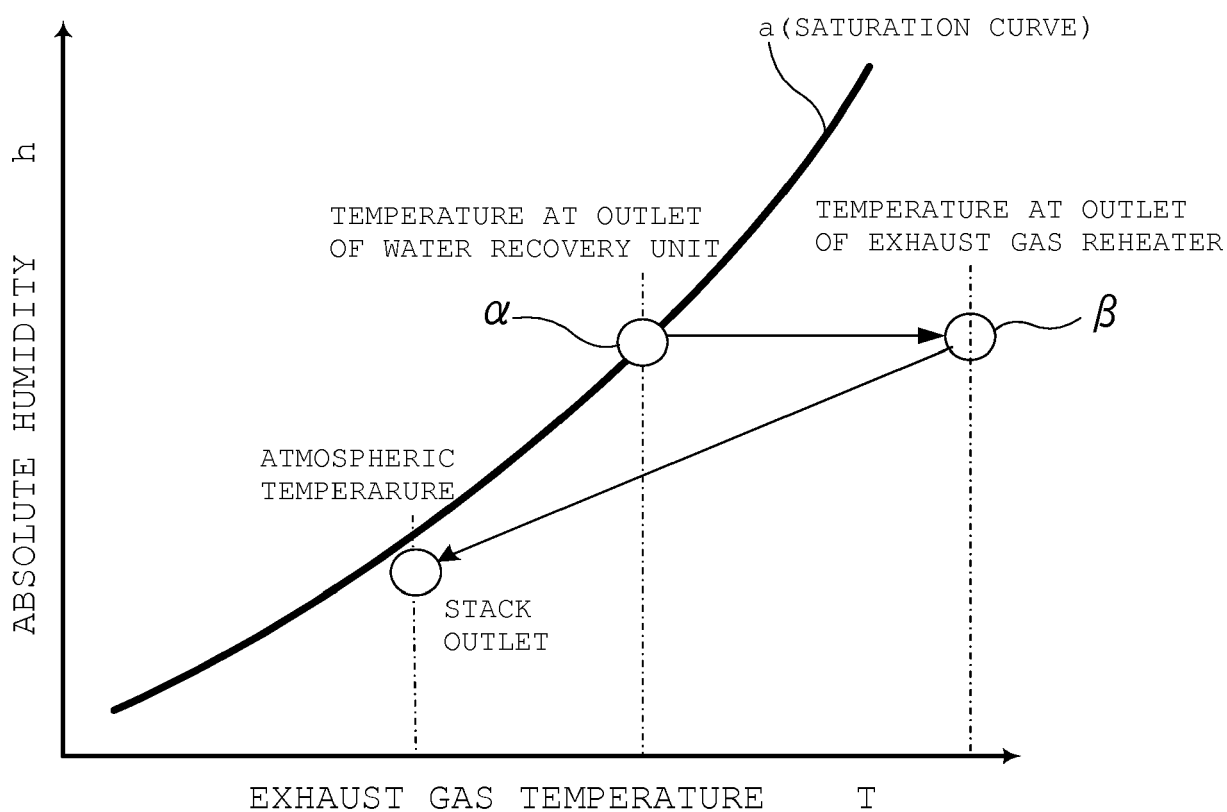 a(SATURATION CURVE)
ABSOLUTE HUMIDITY h
TEMPERATURE AT OUTLET
OF WATER RECOVERY UNIT
TEMPERATURE AT OUTLET
OF EXHAUST GAS REHEATER
α
β
ATMOSPHERIC
TEMPERARURE
STACK
OUTLET
EXHAUST GAS TEMPERATURE T